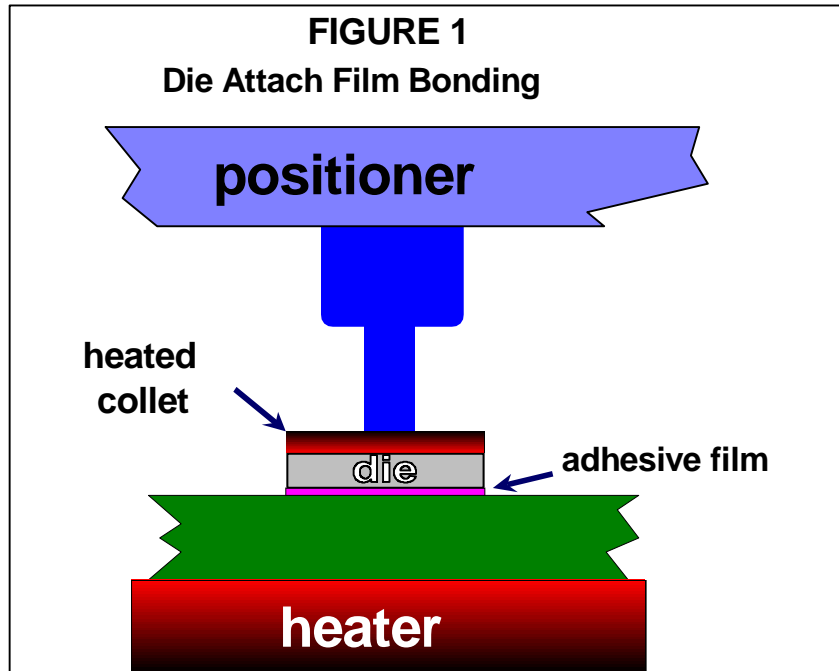 FIGURE 1
Die Attach Film Bonding
positioner
heated
collet
die
adhesive film
heater